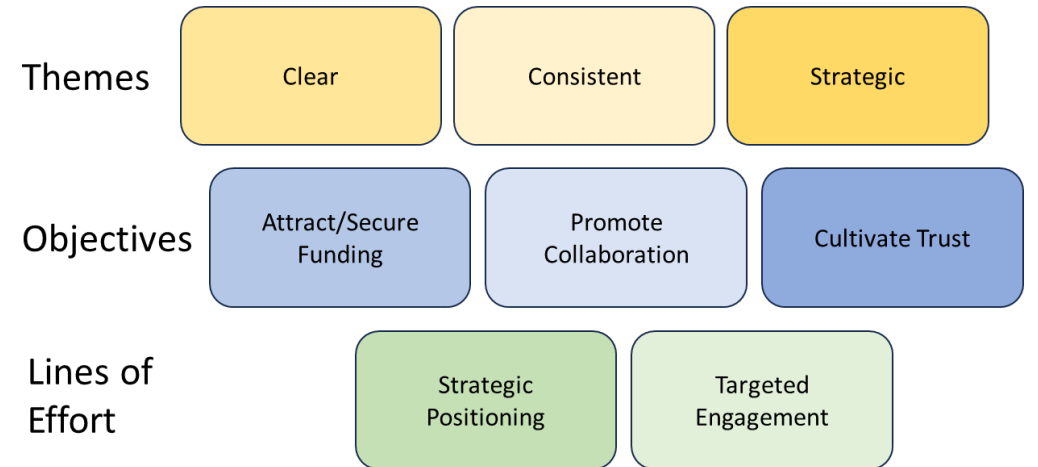 Themes
Clear
Consistent
Strategic
Objectives
Attract/Secure
Funding
Promote
Collaboration
Cultivate Trust
Lines of
Effort
Strategic
Positioning
Targeted
Engagement